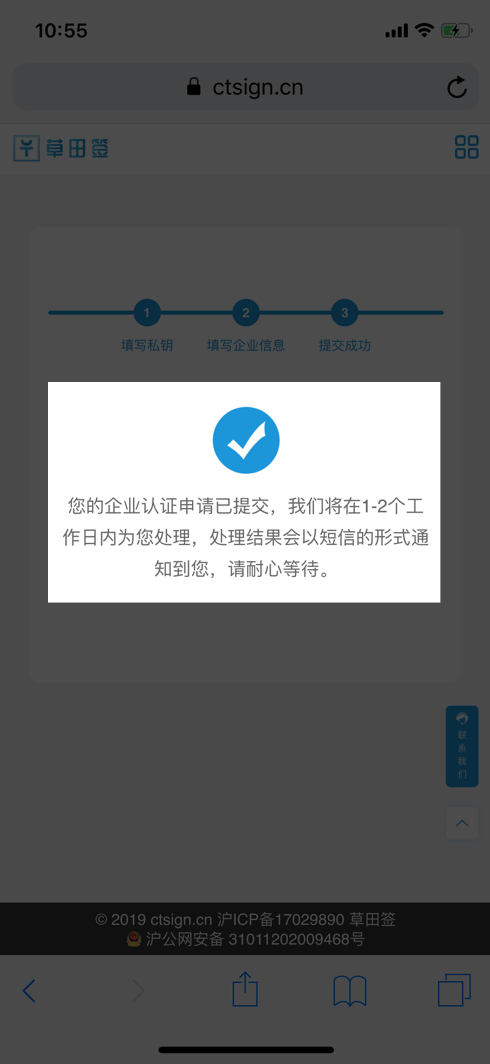 10:55
ctsign.cn
草田签
1
2
3
填写私钥
填写企业信息
提交成功
您的企业认证申请已提交，我们将在1-2个工
作日内为您处理，处理结果会以短信的形式通
知到您，请耐心等待。
联
系
我
们
© 2019 ctsign.cn 沪ICP备17029890 草田签
沪公网安备 31011202009468号